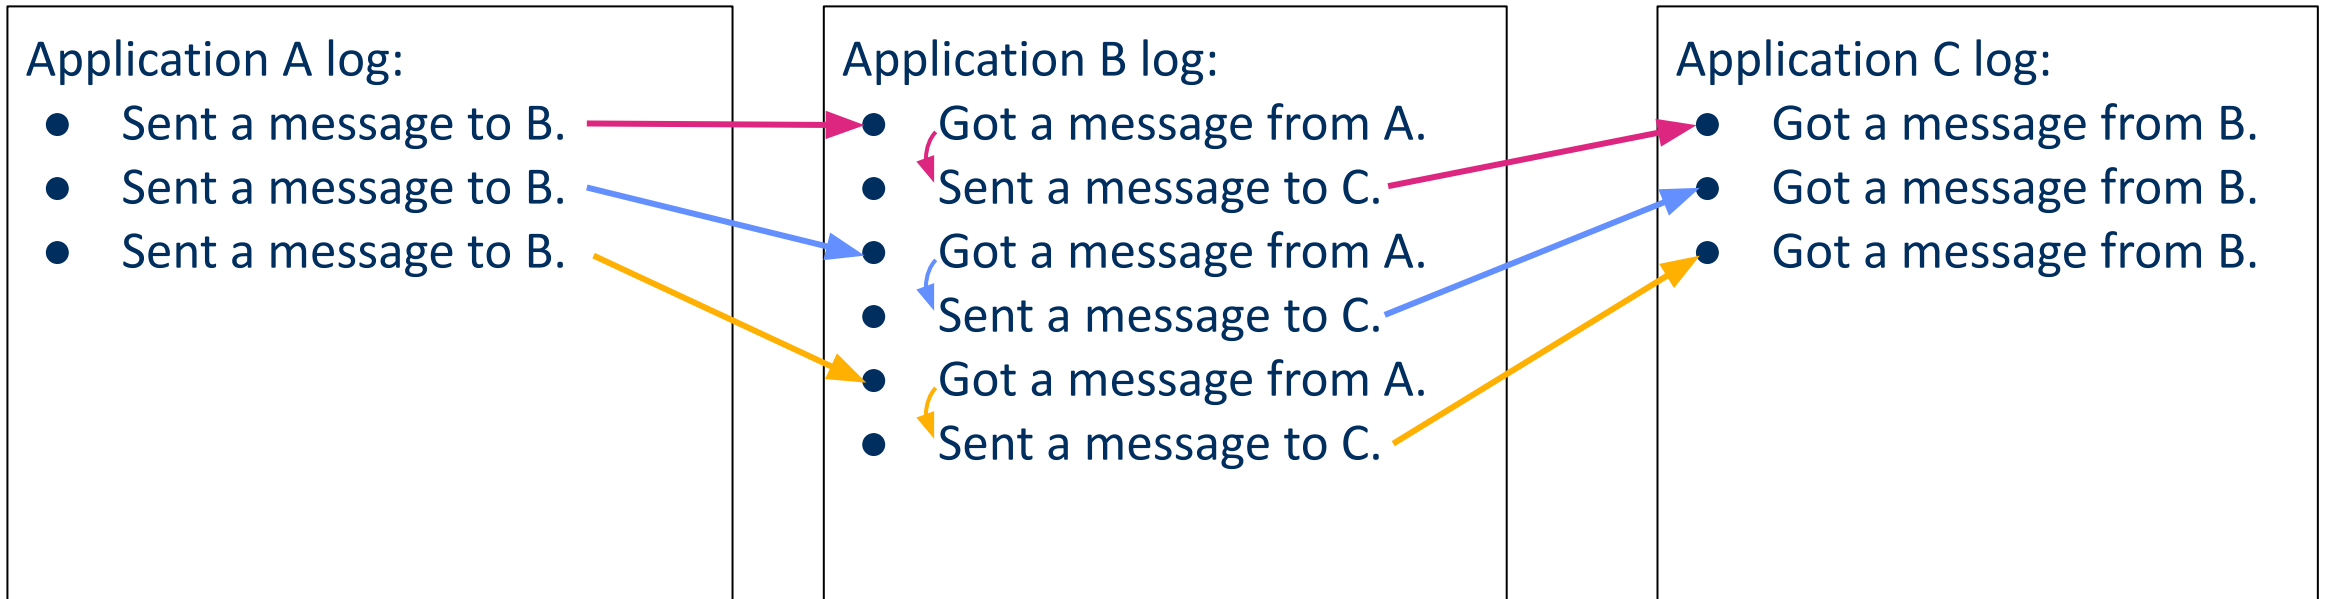 Application A log:
● Sent a message to B.
● Sent a message to B.
● Sent a message to B.
Application B log:
● Got a message from A.
● Sent a message to C.
● Got a message from A.
● Sent a message to C.
● Got a message from A.
● Sent a message to C.
Application C log:
● Got a message from B.
● Got a message from B.
● Got a message from B.